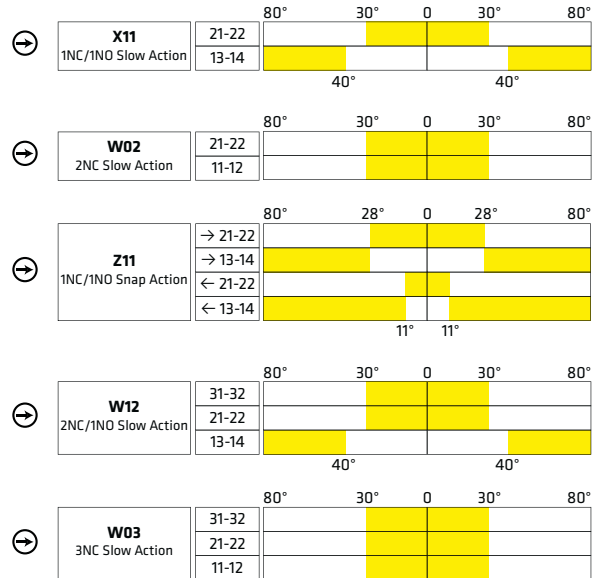 80° 30° 0 30° 80°
X11
1NC/1NO Slow Action
21-22
13-14
40° 40°
80° 30° 0 30° 80°
W02
2NC Slow Action
21-22
11-12
80° 28° 0 28° 80°
Z11
1NC/1NO Snap Action
→ 21-22
→ 13-14
← 21-22
← 13-14
11° 11°
80° 30° 0 30° 80°
W12
2NC/1NO Slow Action
31-32
21-22
13-14
40° 40°
80° 30° 0 30° 80°
W03
3NC Slow Action
31-32
21-22
11-12